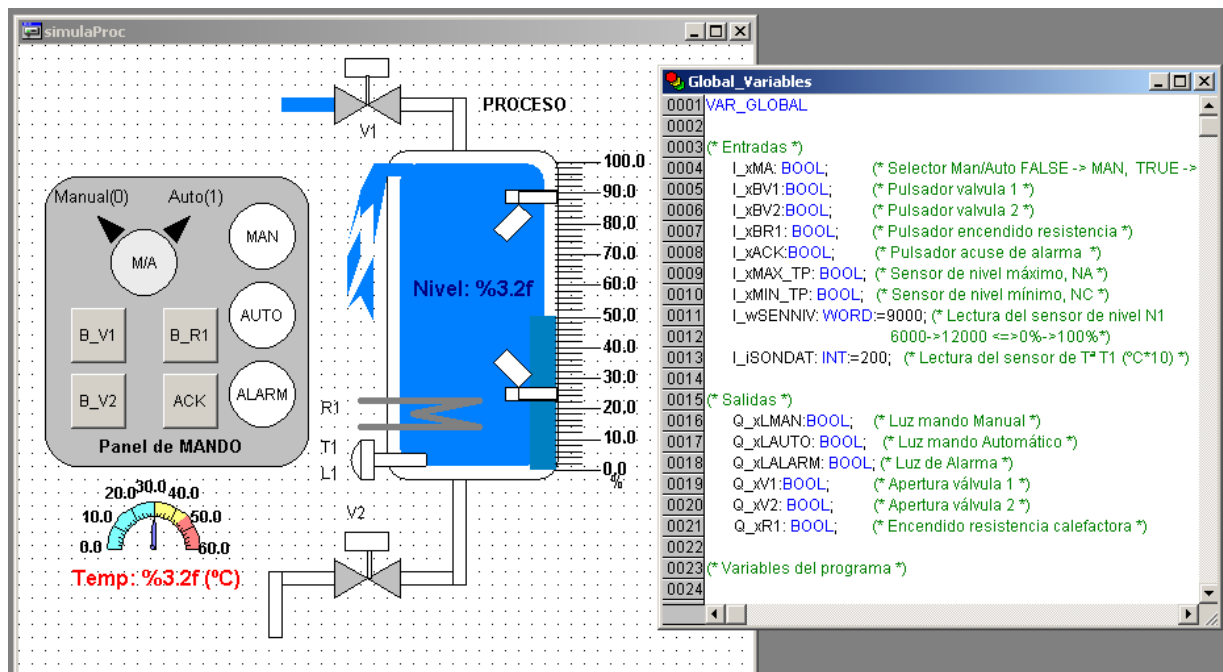 simulaProc
PROCESO
V1
Manual(0) Auto(1)
M/A
MAN
AUTO
ALARM
B_V1
B_R1
B_V2
ACK
Panel de MANDO
100.0
90.0
80.0
70.0
60.0
50.0
40.0
30.0
20.0
10.0
0.0
%
Nivel: %3.2f
R1
T1
L1
V2
0.0
10.0
20.0
30.0
40.0
50.0
60.0
Temp: %3.2f (ºC)
Global_Variables
0001 VAR_GLOBAL
0002
0003 (* Entradas *)
0004 I_xMA: BOOL; (* Selector Man/Auto FALSE -> MAN, TRUE ->
0005 I_xBV1:BOOL; (* Pulsador valvula 1 *)
0006 I_xBV2:BOOL; (* Pulsador valvula 2 *)
0007 I_xBR1: BOOL; (* Pulsador encendido resistencia *)
0008 I_xACK:BOOL; (* Pulsador acuse de alarma *)
0009 I_xMAX_TP: BOOL; (* Sensor de nivel máximo, NA *)
0010 I_xMIN_TP: BOOL; (* Sensor de nivel mínimo, NC *)
0011 I_wSENNIV: WORD:=9000; (* Lectura del sensor de nivel N1
0012 6000->12000 <=>0%->100%*)
0013 I_iSONDAT: INT:=200; (* Lectura del sensor de Tª T1 (ºC*10) *)
0014
0015 (* Salidas *)
0016 Q_xLMAN:BOOL; (* Luz mando Manual *)
0017 Q_xLAUTO: BOOL; (* Luz mando Automático *)
0018 Q_xLALARM: BOOL; (* Luz de Alarma *)
0019 Q_xV1:BOOL; (* Apertura válvula 1 *)
0020 Q_xV2: BOOL; (* Apertura válvula 2 *)
0021 Q_xR1: BOOL; (* Encendido resistencia calefactora *)
0022
0023 (* Variables del programa *)
0024